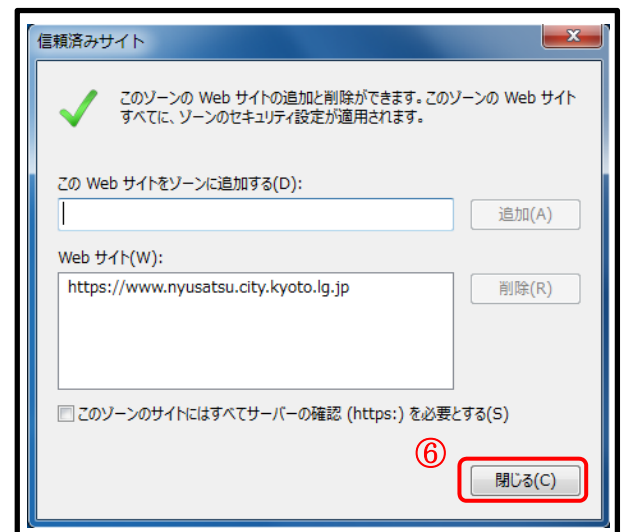 信頼済みサイト
このゾーンの Web サイトの追加と削除ができます。このゾーンの Web サイト
すべてに、ゾーンのセキュリティ設定が適用されます。
この Web サイトをゾーンに追加する(D):
追加(A)
Web サイト(W):
https://www.nyusatsu.city.kyoto.lg.jp
削除(R)
このゾーンのサイトにはすべてサーバーの確認 (https:) を必要とする(S)
⑥
閉じる(C)